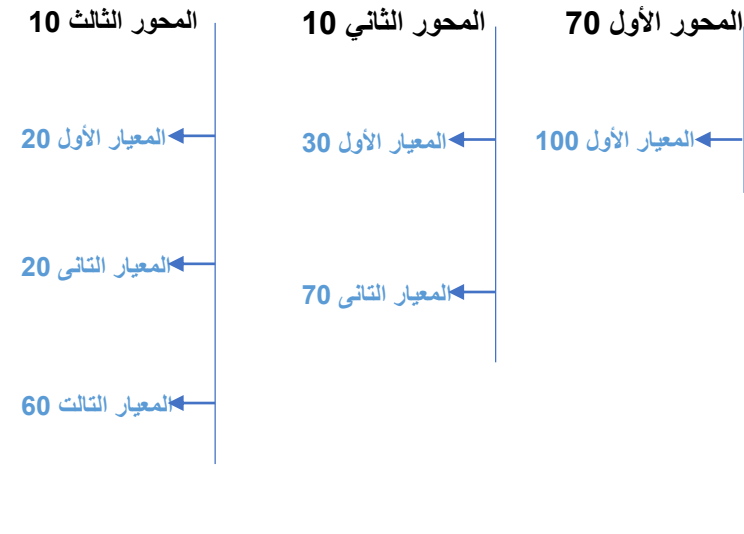 المحور الأول 70
المعيار الأول 100
المحور الثاني 10
المعيار الأول 30
المعيار التانى 70
المحور الثالث 10
المعيار الأول 20
المعيار التانى 20
المعيار التالت 60